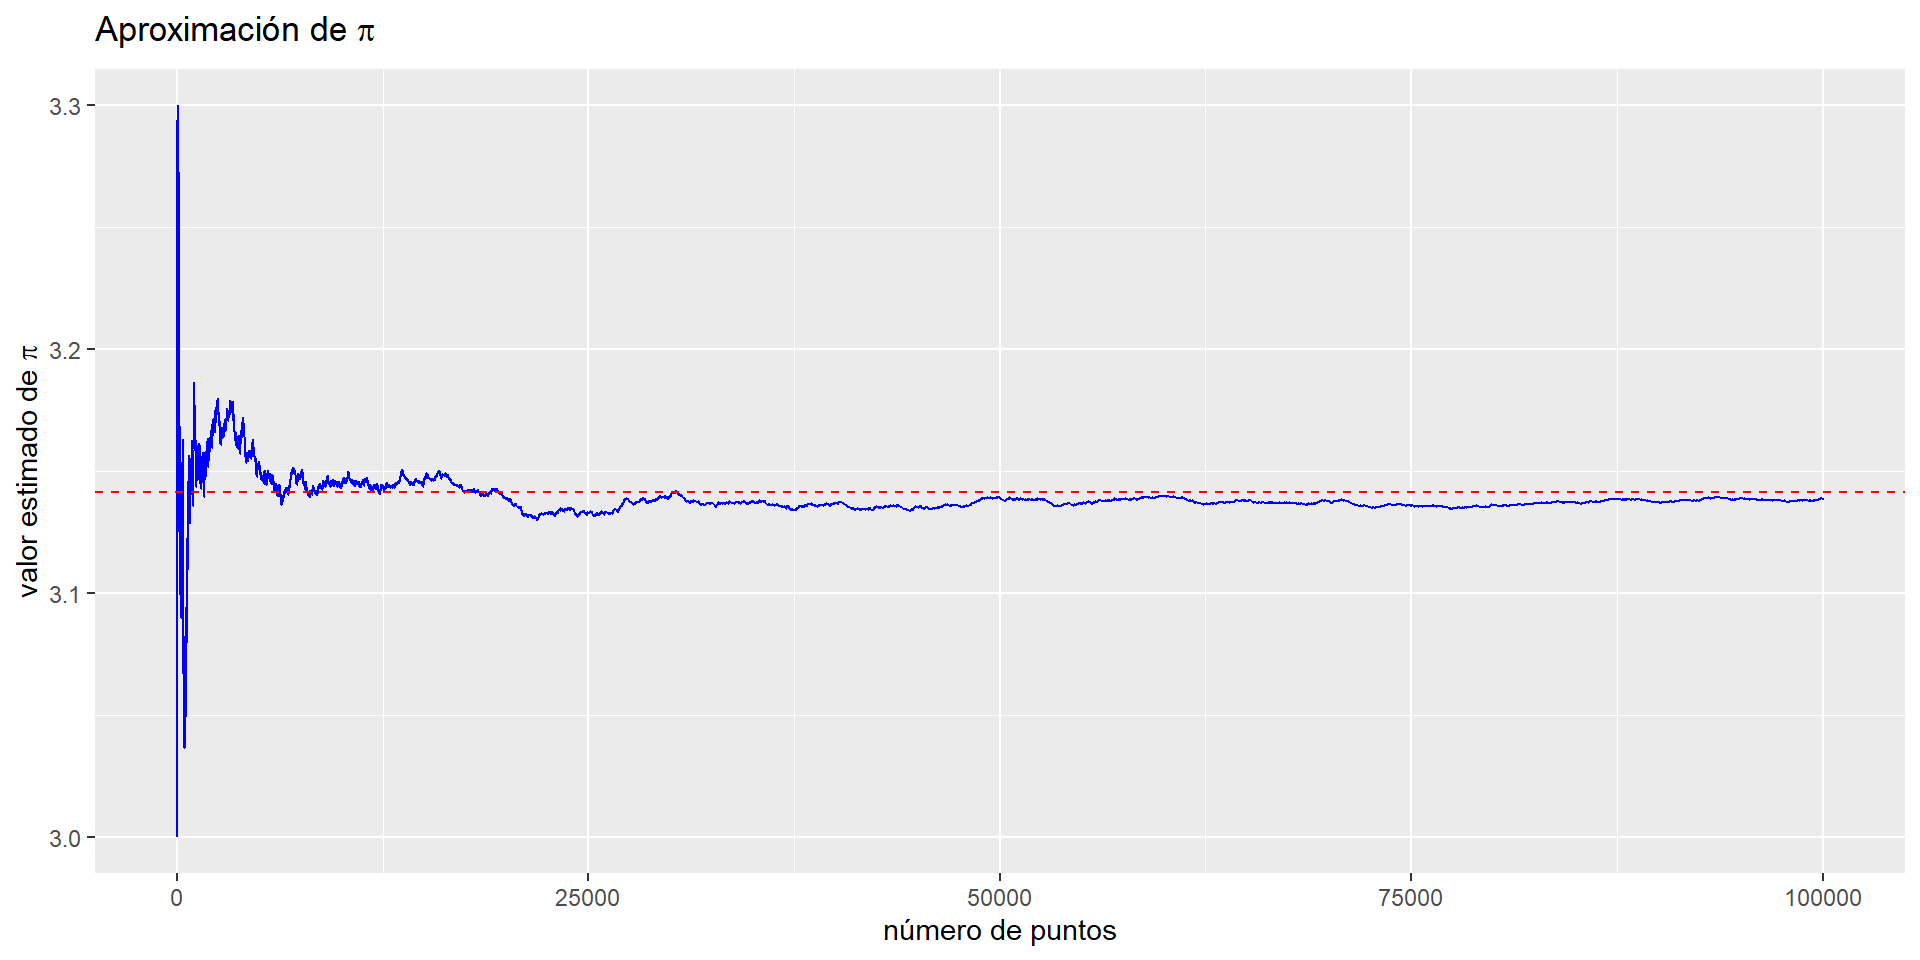 Aproximación de π
3.3
3.2
3.1
3.0
valor estimado de π
0 25000 50000 75000 100000
número de puntos